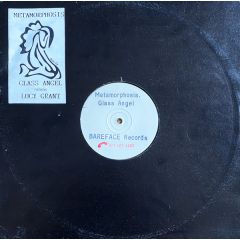 METAMORPHOSIS
GLASS ANGEL
LUCY GRANT
Metamorphosis.
Glass Angel
BAREFACE Records